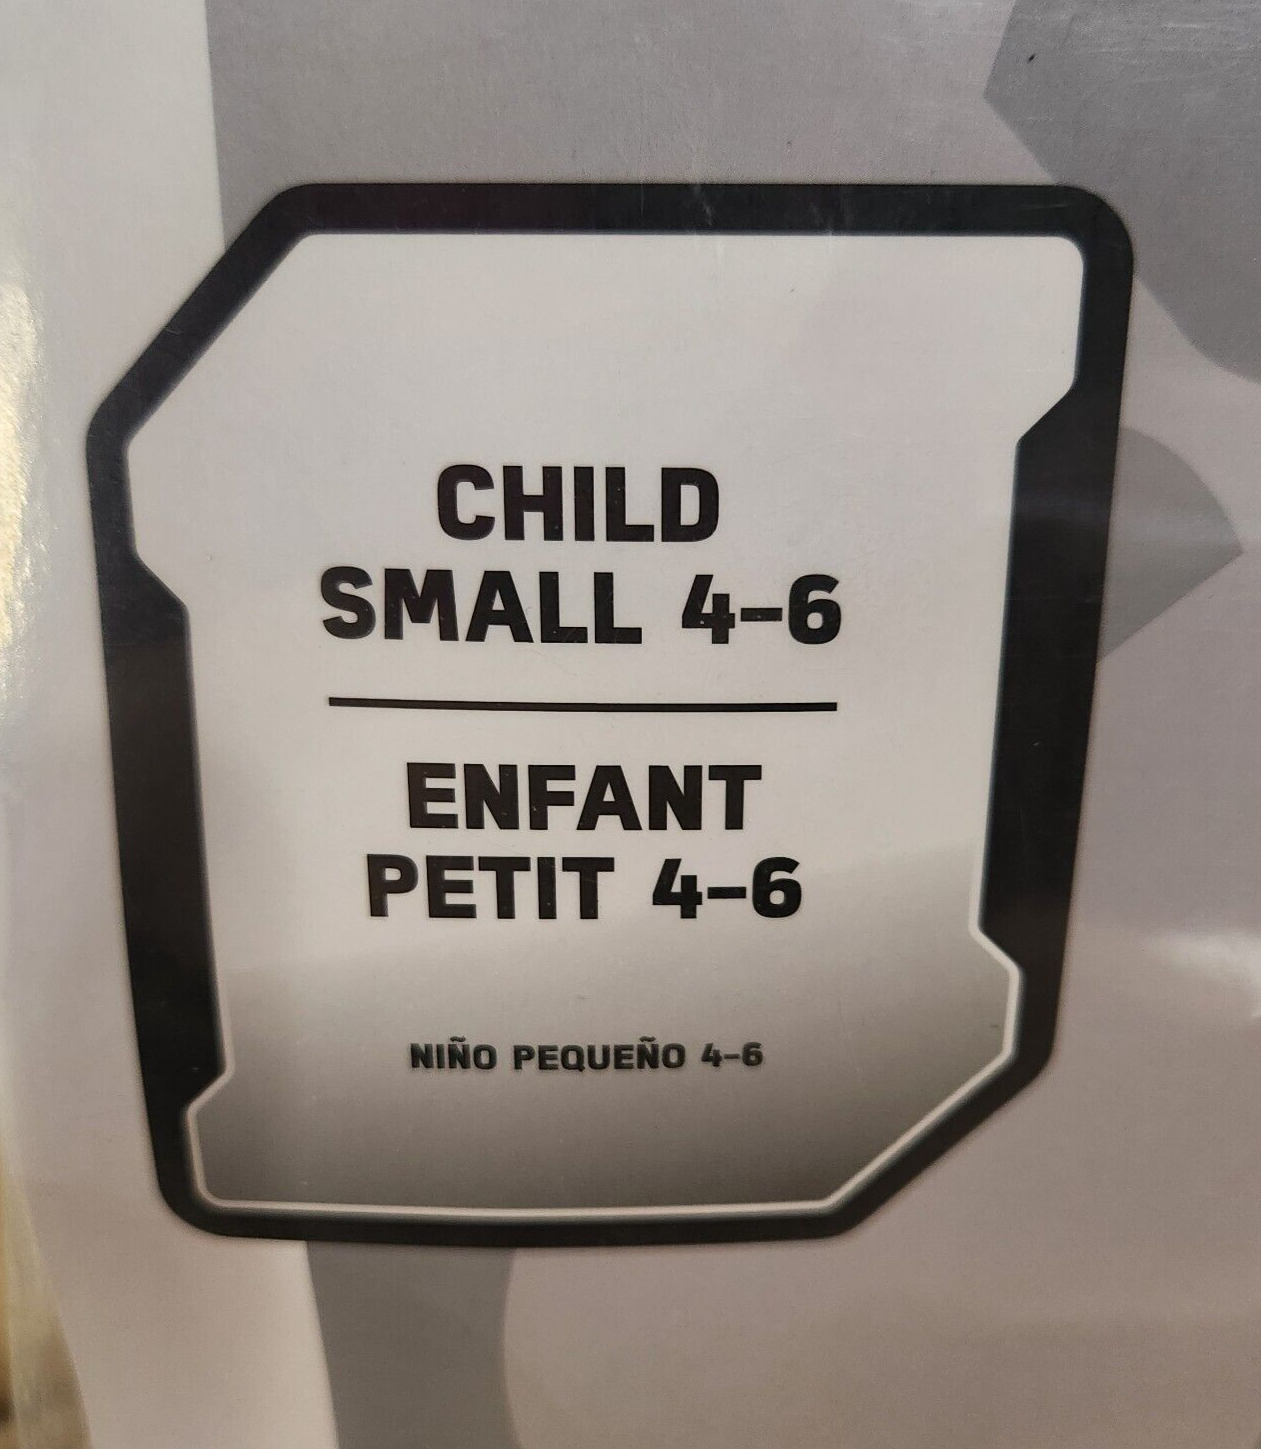 CHILD
SMALL 4-6
ENFANT
PETIT 4-6
NIÑO PEQUEÑO 4-6